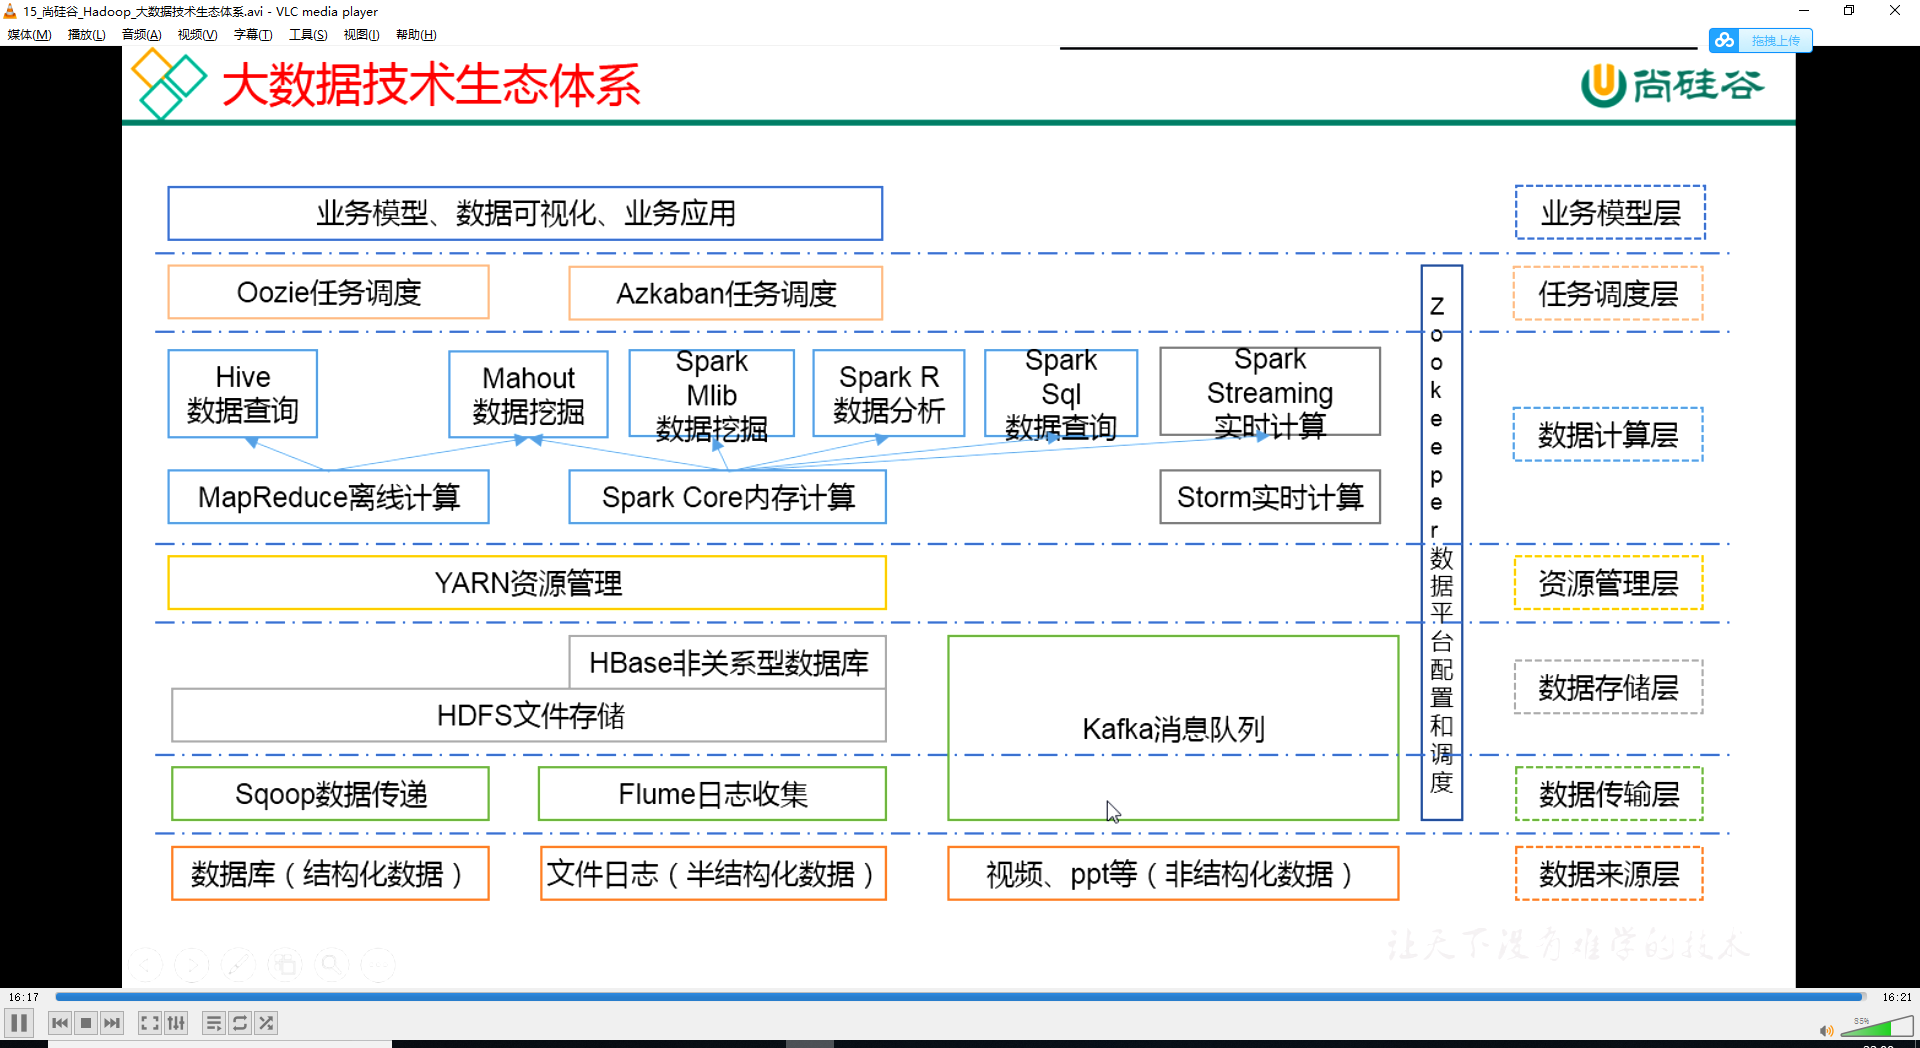 15_尚硅谷_Hadoop_大数据技术生态体系.avi - VLC media player
媒体(M) 播放(L) 音频(A) 视频(V) 字幕(T) 工具(S) 视图(I) 帮助(H)
拖拽上传
大数据技术生态体系
尚硅谷
业务模型、数据可视化、业务应用
业务模型层
Oozie任务调度
Azkaban任务调度
任务调度层
Hive
数据查询
Mahout
数据挖掘
Spark
Mlib
数据挖掘
Spark R
数据分析
Spark
Sql
数据查询
Spark
Streaming
实时计算
数据计算层
MapReduce离线计算
Spark Core内存计算
Storm实时计算
Zookeeper数据平台配置和调度
YARN资源管理
资源管理层
HBase非关系型数据库
HDFS文件存储
Kafka消息队列
数据存储层
Sqoop数据传递
Flume日志收集
数据传输层
数据库（结构化数据）
文件日志（半结构化数据）
视频、ppt等（非结构化数据）
数据来源层
让天下没有难学的技术
16:17
16:21